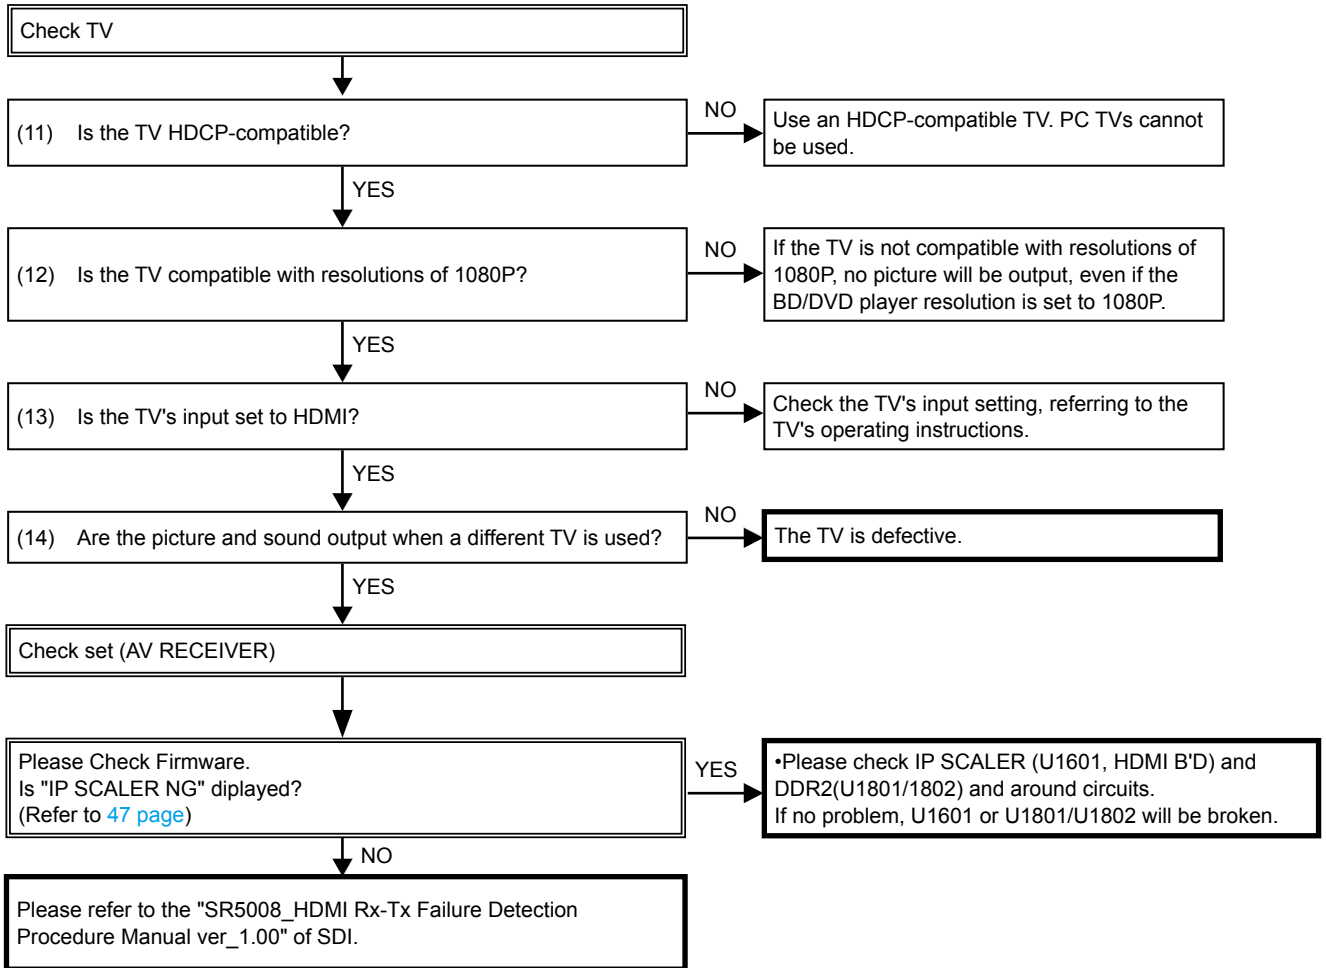 Check TV
(11) Is the TV HDCP-compatible?
NO
Use an HDCP-compatible TV. PC TVs cannot
be used.
YES
(12) Is the TV compatible with resolutions of 1080P?
NO
If the TV is not compatible with resolutions of
1080P, no picture will be output, even if the
BD/DVD player resolution is set to 1080P.
YES
(13) Is the TV's input set to HDMI?
NO
Check the TV's input setting, referring to the
TV's operating instructions.
YES
(14) Are the picture and sound output when a different TV is used?
NO
The TV is defective.
YES
Check set (AV RECEIVER)
Please Check Firmware.
Is "IP SCALER NG" diplayed?
(Refer to 47 page)
YES
•Please check IP SCALER (U1601, HDMI B'D) and
DDR2(U1801/1802) and around circuits.
If no problem, U1601 or U1801/U1802 will be broken.
NO
Please refer to the "SR5008_HDMI Rx-Tx Failure Detection
Procedure Manual ver_1.00" of SDI.